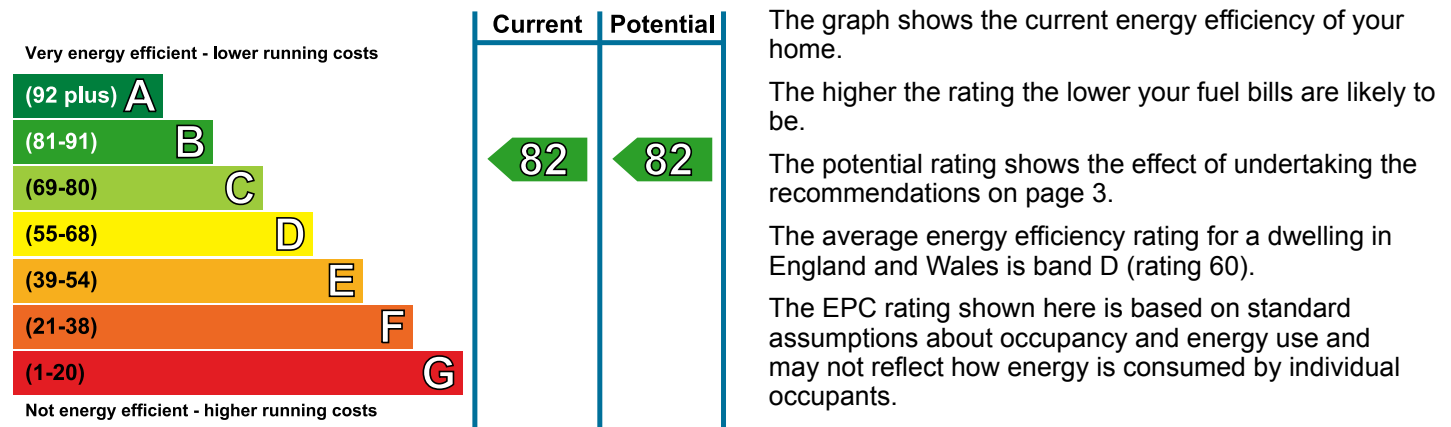 Current Potential
Very energy efficient - lower running costs
(92 plus) A
(81-91) B
82 82
(69-80) C
(55-68) D
(39-54) E
(21-38) F
(1-20) G
Not energy efficient - higher running costs
The graph shows the current energy efficiency of your
home.
The higher the rating the lower your fuel bills are likely to
be.
The potential rating shows the effect of undertaking the
recommendations on page 3.
The average energy efficiency rating for a dwelling in
England and Wales is band D (rating 60).
The EPC rating shown here is based on standard
assumptions about occupancy and energy use and
may not reflect how energy is consumed by individual
occupants.